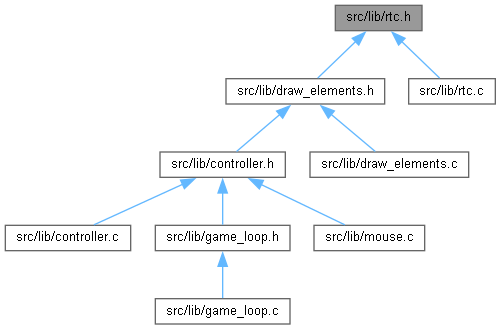 src/lib/rtc.h
src/lib/draw_elements.h
src/lib/rtc.c
src/lib/controller.h
src/lib/draw_elements.c
src/lib/controller.c
src/lib/game_loop.h
src/lib/mouse.c
src/lib/game_loop.c